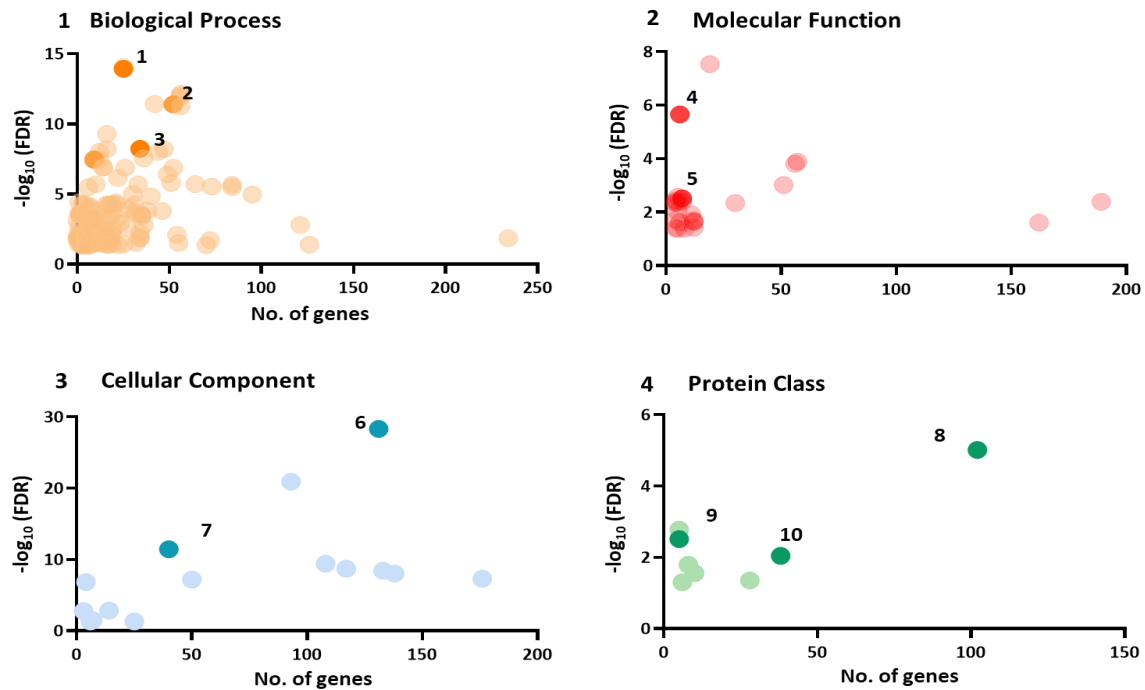 1 Biological Process
15
10
5
0
0 50 100 150 200 250
-log10 (FDR)
No. of genes
1
2
3
2 Molecular Function
8
6
4
2
0
0 50 100 150 200
-log10 (FDR)
No. of genes
4
5
3 Cellular Component
30
20
10
0
0 50 100 150 200
-log10 (FDR)
No. of genes
6
7
4 Protein Class
6
4
2
0
0 50 100 150
-log10 (FDR)
No. of genes
8
9
10